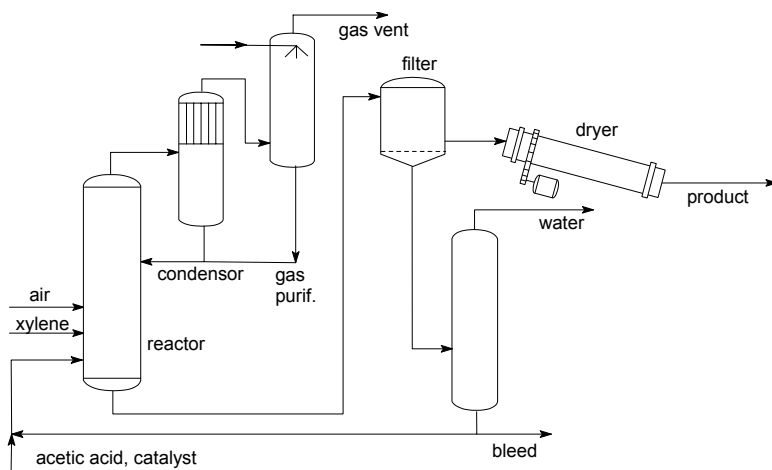 gas vent
filter
dryer
product
water
condensor
gas
purif.
air
xylene
reactor
acetic acid, catalyst
bleed